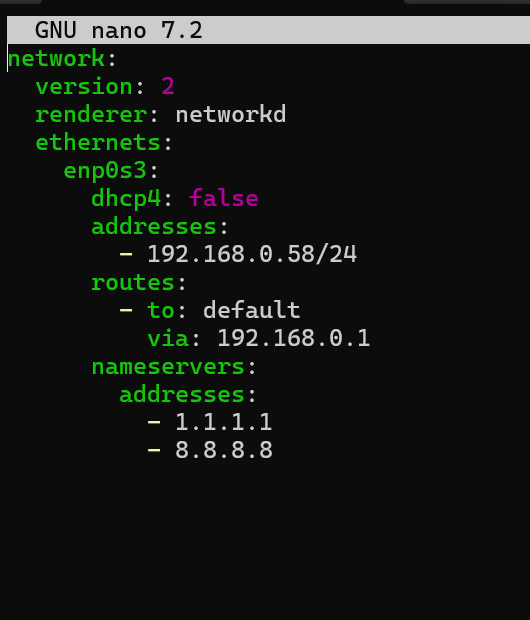 GNU nano 7.2
network:
  version: 2
  renderer: networkd
  ethernets:
    enp0s3:
      dhcp4: false
      addresses:
        - 192.168.0.58/24
      routes:
        - to: default
          via: 192.168.0.1
      nameservers:
        addresses:
          - 1.1.1.1
          - 8.8.8.8